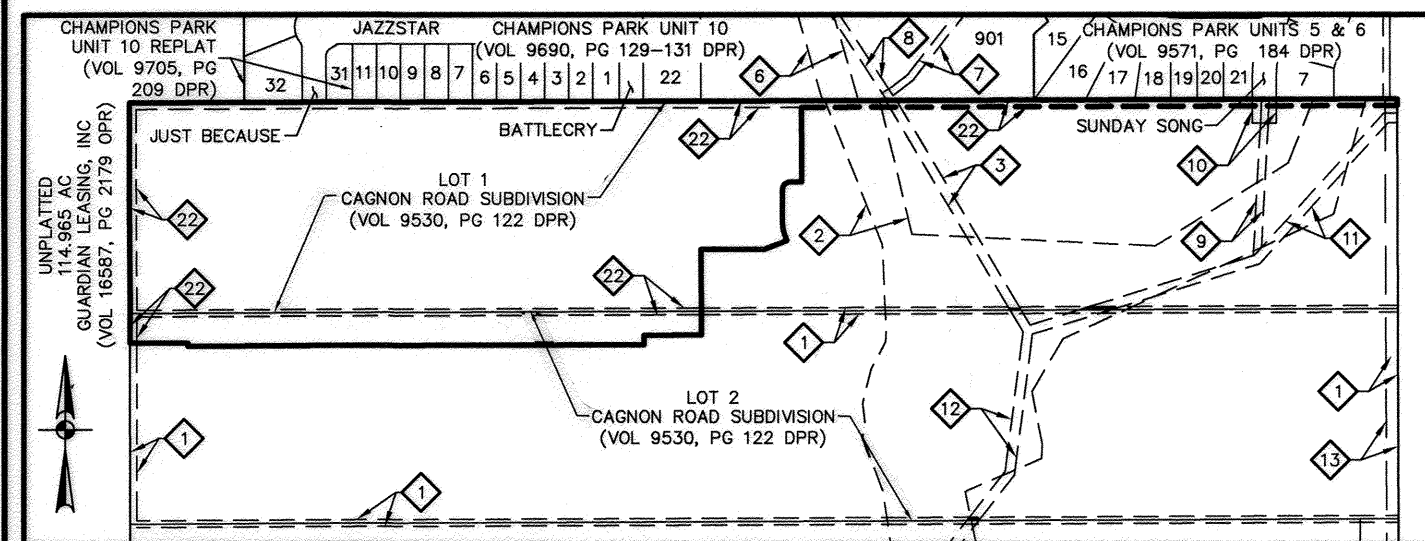 CHAMPIONS PARK
UNIT 10 REPLAT
(VOL 9705, PG
209 DPR)
JAZZSTAR
CHAMPIONS PARK UNIT 10
(VOL 9690, PG 129-131 DPR)
CHAMPIONS PARK UNITS 5 & 6
(VOL 9571, PG 184 DPR)
32
31 11 10 9 8 7 6 5 4 3 2 1 22
6
8
7
901
15
16 17 18 19 20 21 7
JUST BECAUSE
BATTLECRY
22
22
SUNDAY SONG
10
3
LOT 1
CAGNON ROAD SUBDIVISION
(VOL 9530, PG 122 DPR)
UNPLATTED
114.965 AC
GUARDIAN LEASING, INC
(VOL 16587, PG 2179 OPR)
22
2
9
11
22
22
1
LOT 2
CAGNON ROAD SUBDIVISION
(VOL 9530, PG 122 DPR)
12
1
1
13
1